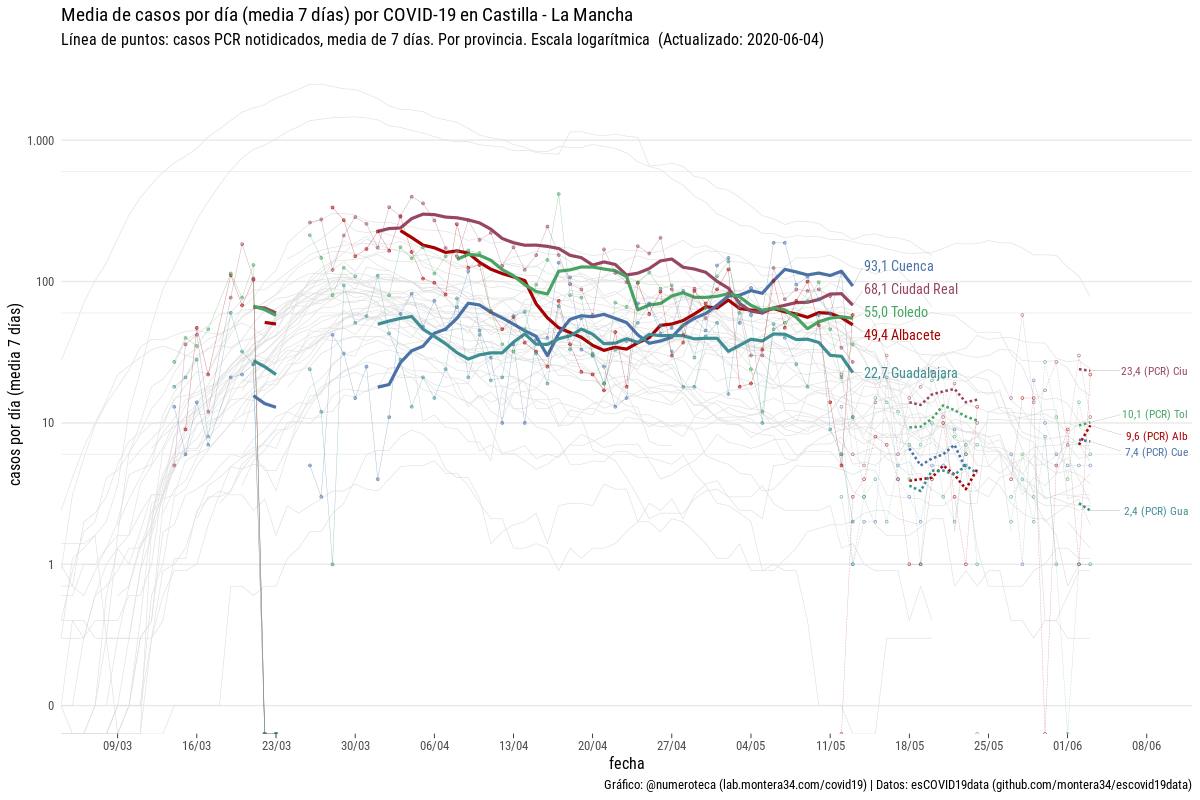 Media de casos por día (media 7 días) por COVID-19 en Castilla - La Mancha
Línea de puntos: casos PCR notidicados, media de 7 días. Por provincia. Escala logarítmica (Actualizado: 2020-06-04)
casos por día (media 7 días)
1.000
100
10
1
0
93,1 Cuenca
68,1 Ciudad Real
55,0 Toledo
49,4 Albacete
22,7 Guadalajara
23,4 (PCR) Ciu
10,1 (PCR) Tol
9,6 (PCR) Alb
7,4 (PCR) Cue
2,4 (PCR) Gua
09/03 16/03 23/03 30/03 06/04 13/04 20/04 27/04 04/05 11/05 18/05 25/05 01/06 08/06
fecha
Gráfico: @numeroteca (lab.montera34.com/covid19) | Datos: esCOVID19data (github.com/montera34/escovid19data)